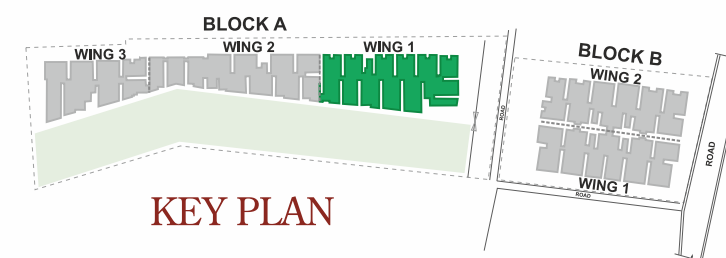 BLOCK A
WING 3
WING 2
WING 1
BLOCK B
WING 2
WING 1
ROAD
ROAD
ROAD
KEY PLAN